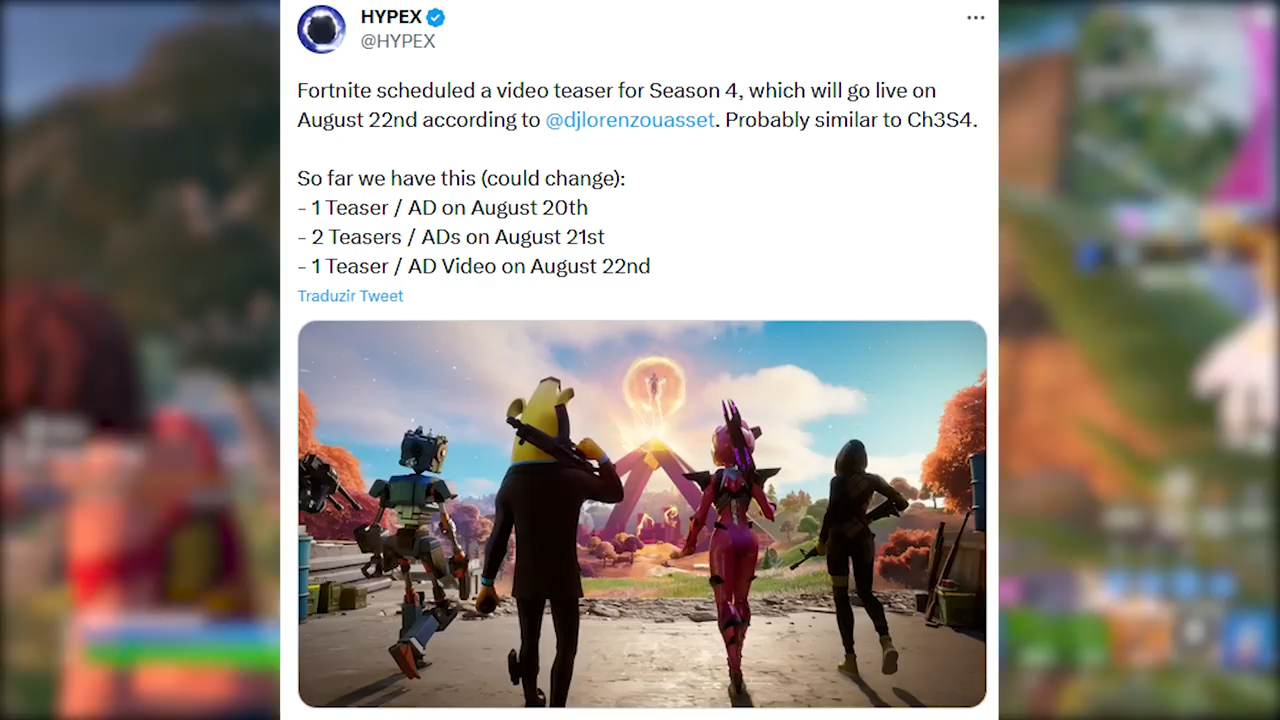 HYPEX
@HYPEX
Fortnite scheduled a video teaser for Season 4, which will go live on
August 22nd according to @djlorenzouasset. Probably similar to Ch3S4.
So far we have this (could change):
- 1 Teaser / AD on August 20th
- 2 Teasers / ADs on August 21st
- 1 Teaser / AD Video on August 22nd
Traduzir Tweet